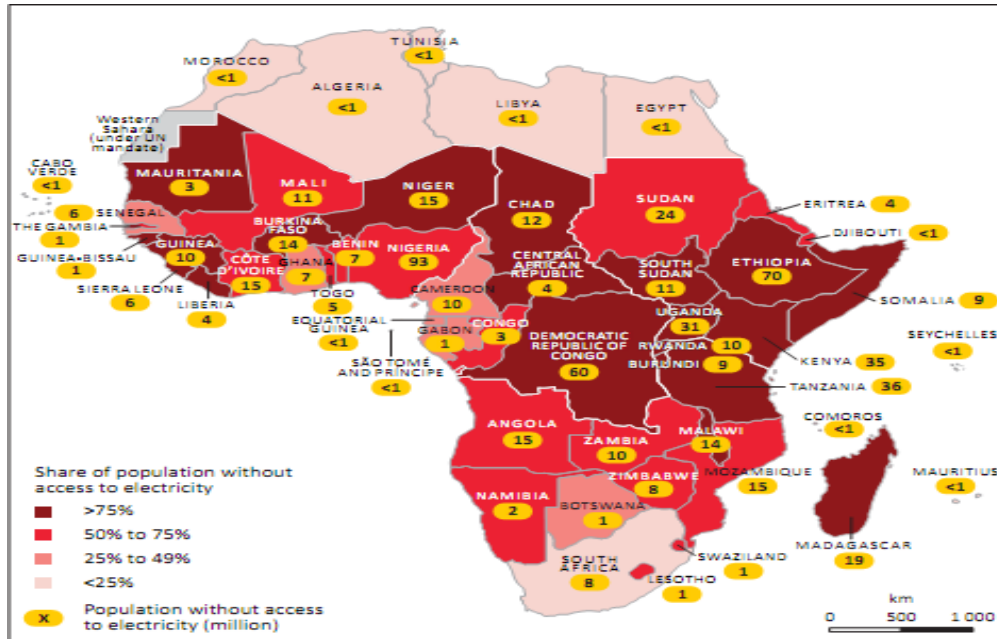 TUNISIA
<1
MOROCCO
<1
ALGERIA
<1
LIBYA
<1
EGYPT
<1
Western
Sahara
(under UN
mandate)
CABO
VERDE
<1
MAURITANIA
3
MALI
11
NIGER
15
CHAD
12
SUDAN
24
ERITREA 4
DJIBOUTI <1
6 SENEGAL
THE GAMBIA
1
GUINEA-BISSAU
1
GUINEA
10
SIERRA LEONE
6
LIBERIA
4
BURKINA
FASO
14
CÔTE
D'IVOIRE
15
GHANA
7
TOGO
5
BENIN
7
NIGERIA
93
CENTRAL
AFRICAN
REPUBLIC
4
SOUTH
SUDAN
11
ETHIOPIA
70
SOMALIA 9
CAMEROON
10
EQUATORIAL
GUINEA
<1
SÃO TOMÉ
AND PRÍNCIPE
<1
GABON
1
CONGO
3
DEMOCRATIC
REPUBLIC OF
CONGO
60
UGANDA
31
RWANDA 10
BURUNDI 9
KENYA 35
TANZANIA 36
SEYCHELLES
<1
COMOROS
<1
ANGOLA
15
ZAMBIA
10
MALAWI
14
MOZAMBIQUE
15
ZIMBABWE
8
MAURITIUS
<1
NAMIBIA
2
BOTSWANA
1
MADAGASCAR
19
SOUTH
AFRICA
8
SWAZILAND
1
LESOTHO
1
Share of population without
access to electricity
>75%
50% to 75%
25% to 49%
<25%
X Population without access
to electricity (million)
km
0 500 1 000